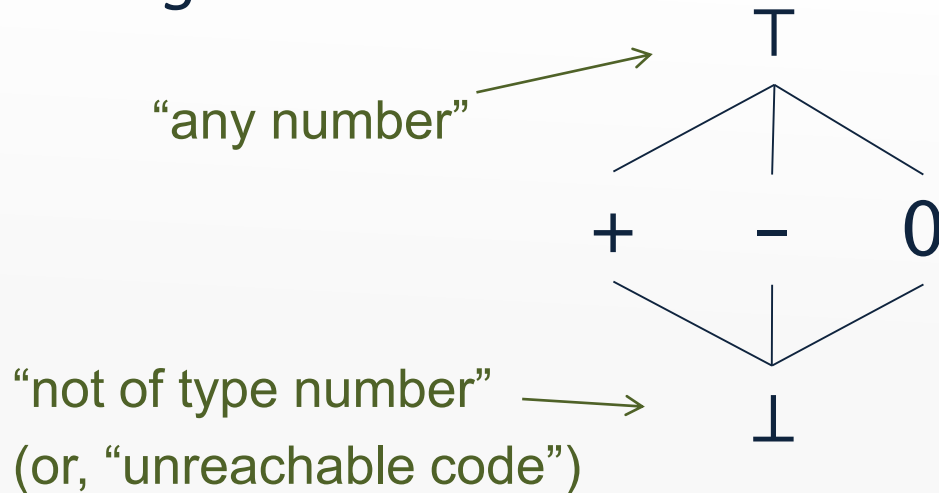 ⊤
“any number”
+ − 0
“not of type number”
⊥
(or, “unreachable code”)